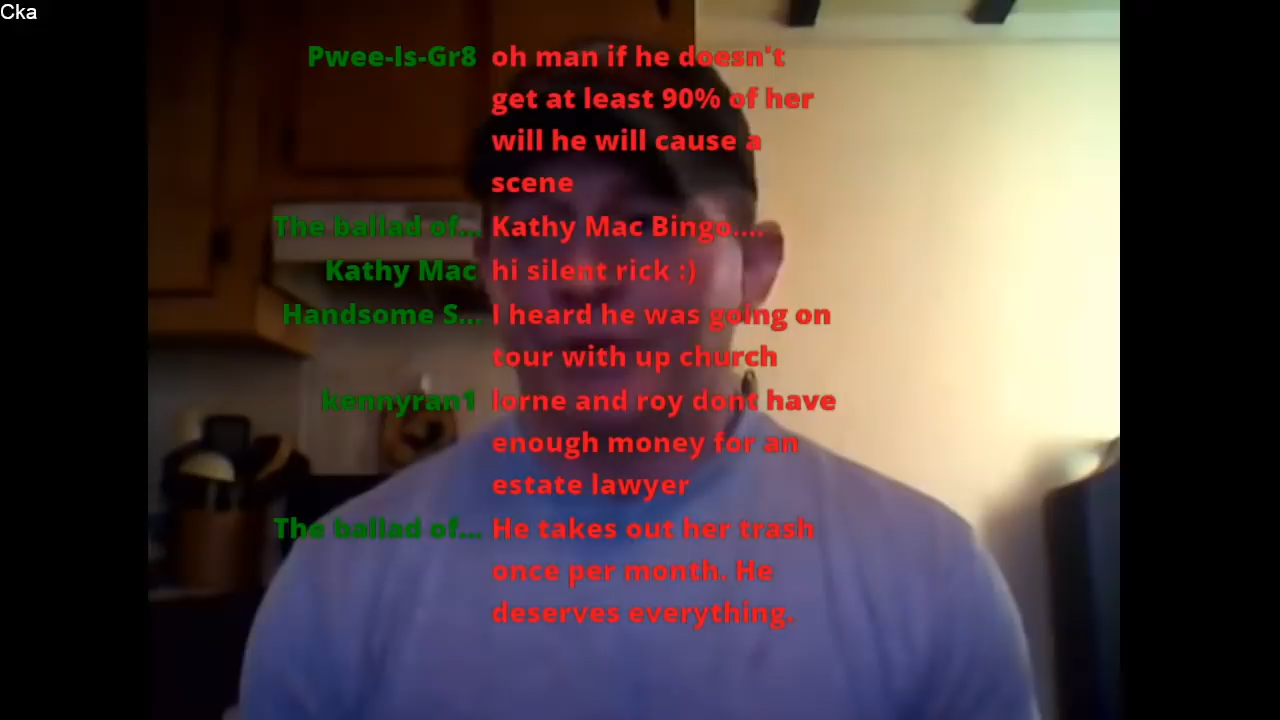 Cka
Pwee-Is-Gr8 oh man if he doesn't
get at least 90% of her
will he will cause a
scene
The ballad of... Kathy Mac Bingo....
Kathy Mac hi silent rick :)
Handsome S... I heard he was going on
tour with up church
kennyran1 lorne and roy dont have
enough money for an
estate lawyer
The ballad of... He takes out her trash
once per month. He
deserves everything.